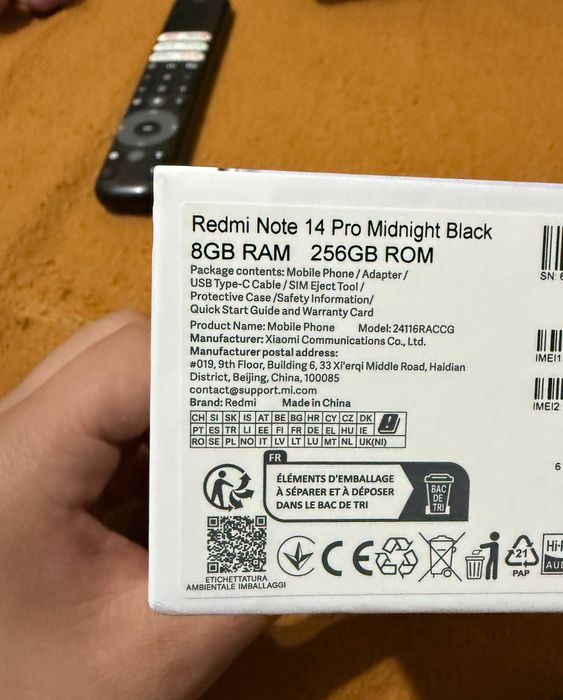 Redmi Note 14 Pro Midnight Black
8GB RAM 256GB ROM
Package contents: Mobile Phone / Adapter /
USB Type-C Cable / SIM Eject Tool /
Protective Case /Safety Information/
Quick Start Guide and Warranty Card
Product Name: Mobile Phone Model: 24116RACCG
Manufacturer: Xiaomi Communications Co., Ltd.
Manufacturer postal address:
#019, 9th Floor, Building 6, 33 Xi'erqi Middle Road, Haidian
District, Beijing, China, 100085
contact@support.mi.com
Brand: Redmi Made in China
CH SI SK IS AT BE BG HR CY CZ DK
PT ES TR LI EE FI FR DE EL HU IE
RO SE PL NO IT LV LT LU MT NL UK(NI)
FR
ÉLÉMENTS D'EMBALLAGE
À SÉPARER ET À DÉPOSER
DANS LE BAC DE TRI
BAC
DE
TRI
ETICHETTATURA
AMBIENTALE IMBALLAGGI
CE
21
PAP
SN: 6
IMEI1
IMEI2
6